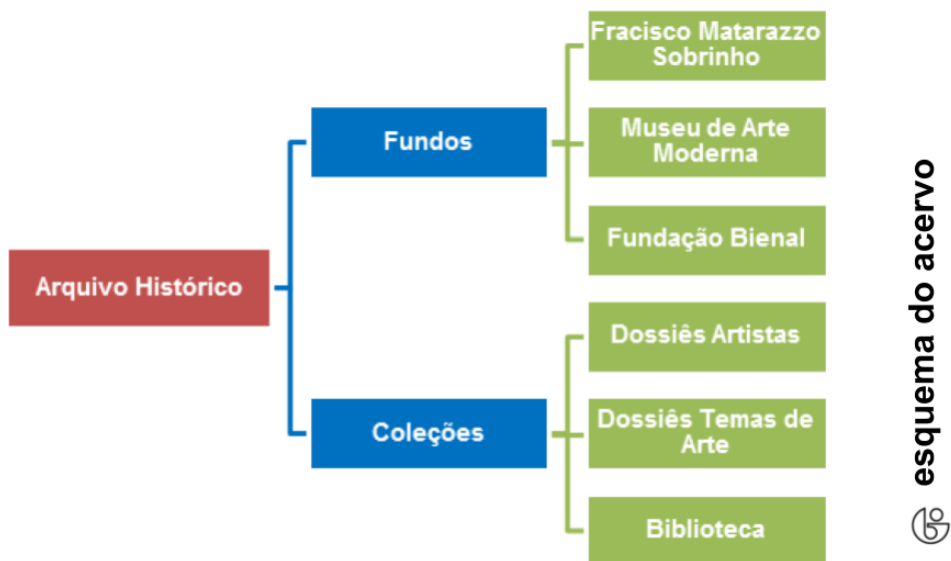 Arquivo Histórico
Fundos
Fracisco Matarazzo
Sobrinho
Museu de Arte
Moderna
Fundação Bienal
Coleções
Dossiês Artistas
Dossiês Temas de
Arte
Biblioteca
esquema do acervo